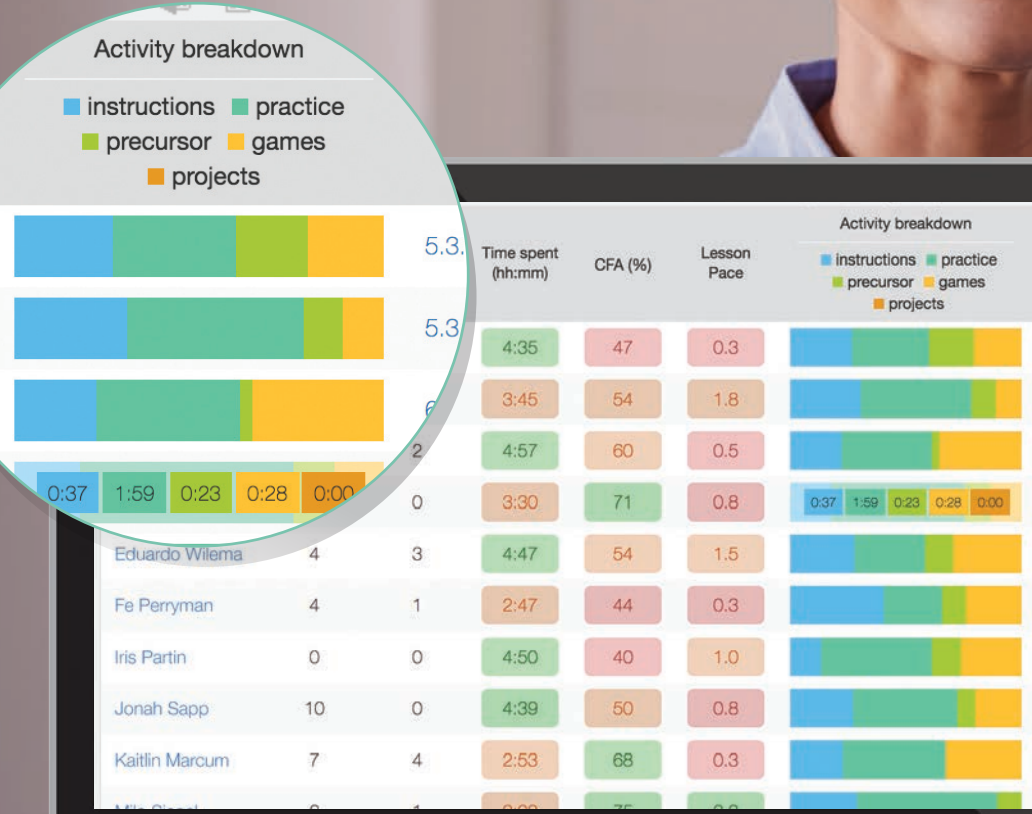 Activity breakdown
instructions practice
precursor games
projects
5.3.
5.3
0:37 1:59 0:23 0:28 0:00
Time spent (hh:mm) CFA (%) Lesson Pace Activity breakdown
instructions practice
precursor games
projects
4:35 47 0.3
3:45 54 1.8
2 4:57 60 0.5
0 3:30 71 0.8 0:37 1:59 0:23 0:28 0:00
Eduardo Wilema 4 3 4:47 54 1.5
Fe Perryman 4 1 2:47 44 0.3
Iris Partin 0 0 4:50 40 1.0
Jonah Sapp 10 0 4:39 50 0.8
Kaitlin Marcum 7 4 2:53 68 0.3